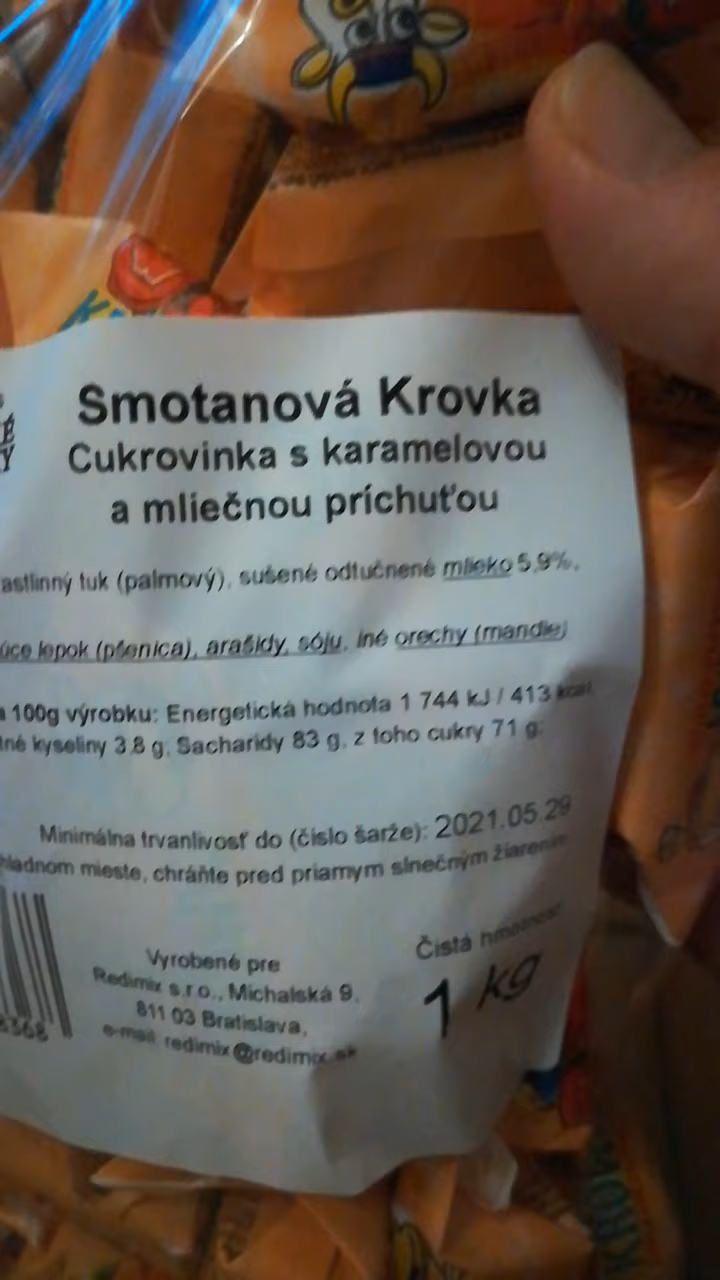 É
Y
Smotanová Krovka
Cukrovinka s karamelovou
a mliečnou príchuťou
astlinný tuk (palmový), sušené odtučnené mlieko 5,9%,
úce lepok (pšenica), arašidy, sóju, iné orechy (mandle)
a 100g výrobku: Energetická hodnota 1 744 kJ / 413 kcal
tné kyseliny 3,8 g, Sacharidy 83 g, z toho cukry 71 g,
Minimálna trvanlivosť do (číslo šarže): 2021.05.29
hladnom mieste, chráňte pred priamym slnečným žiarením
Vyrobené pre
Redimix s.r.o., Michalská 9,
811 03 Bratislava,
e-mail redimix@redimix.sk
Čistá hmotnosť
1 kg
8368